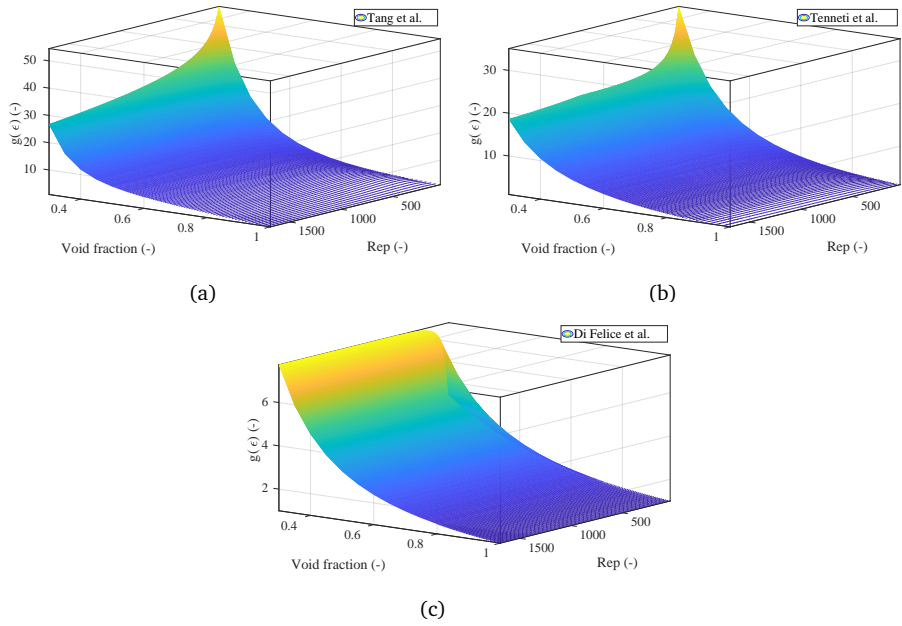 Tang et al.
50
40
30
20
10
g( ϵ) (-)
0.4
0.6
0.8
1
Void fraction (-)
1500
1000
500
Rep (-)
(a)
Tenneti et al.
30
20
10
g( ϵ) (-)
0.4
0.6
0.8
1
Void fraction (-)
1500
1000
500
Rep (-)
(b)
Di Felice et al.
6
4
2
g( ϵ) (-)
0.4
0.6
0.8
1
Void fraction (-)
1500
1000
500
Rep (-)
(c)